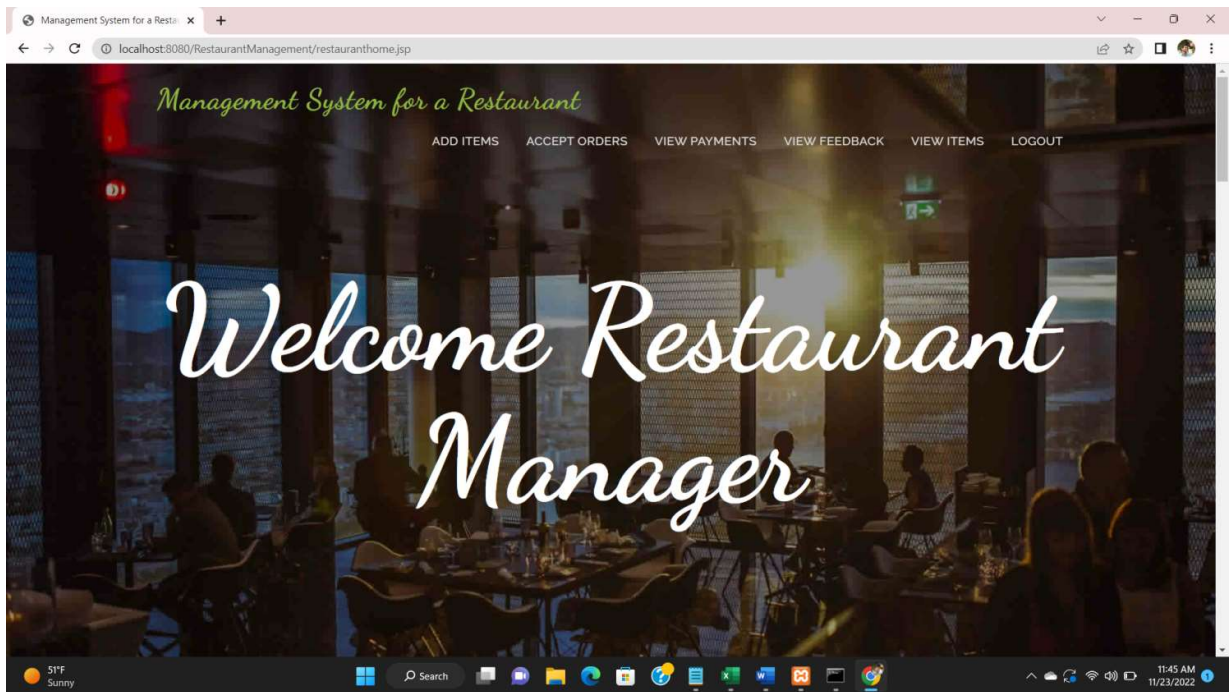 Management System for a Resta
localhost:8080/RestaurantManagement/restauranthome.jsp
Management System for a Restaurant
ADD ITEMS ACCEPT ORDERS VIEW PAYMENTS VIEW FEEDBACK VIEW ITEMS LOGOUT
Welcome Restaurant
Manager
51°F
Sunny
Search
11:45 AM
11/23/2022
1